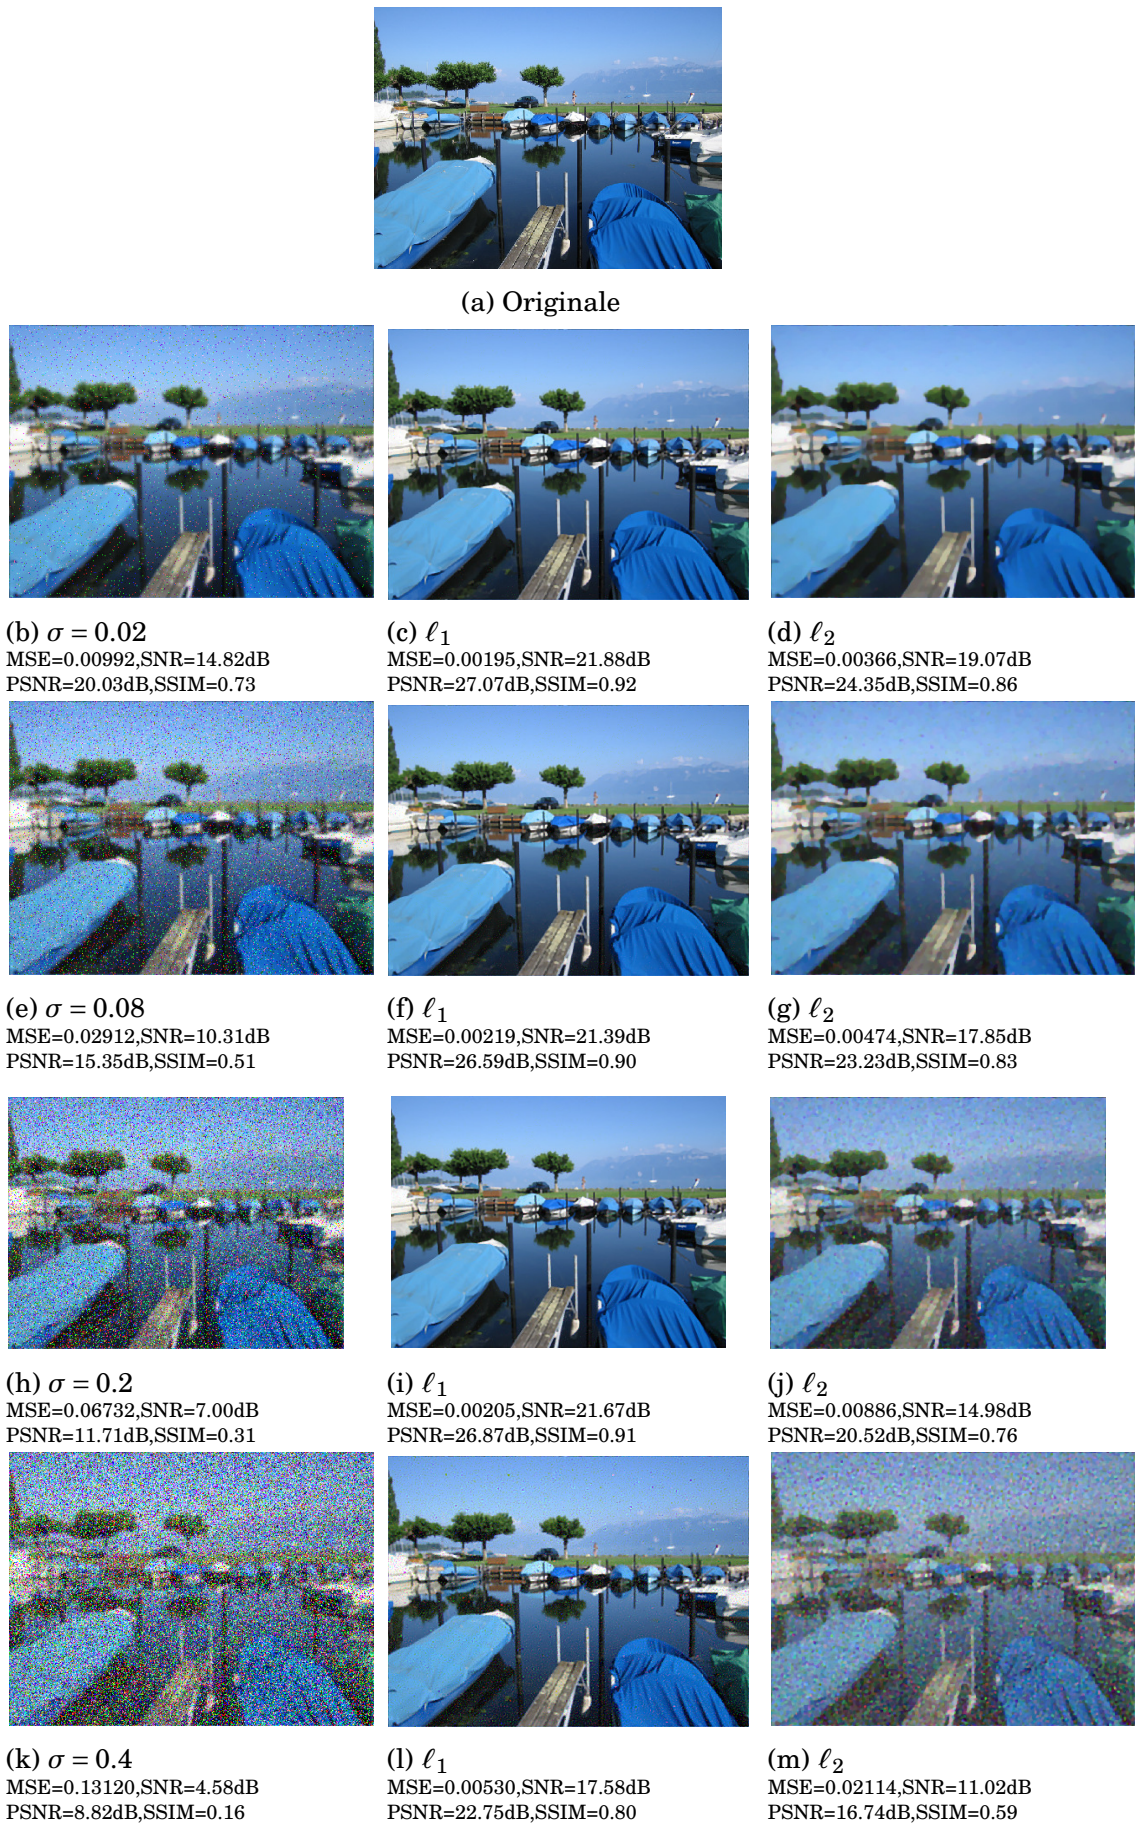 (a) Originale
(b) σ = 0.02
MSE=0.00992,SNR=14.82dB
PSNR=20.03dB,SSIM=0.73
(c) ℓ1
MSE=0.00195,SNR=21.88dB
PSNR=27.07dB,SSIM=0.92
(d) ℓ2
MSE=0.00366,SNR=19.07dB
PSNR=24.35dB,SSIM=0.86
(e) σ = 0.08
MSE=0.02912,SNR=10.31dB
PSNR=15.35dB,SSIM=0.51
(f) ℓ1
MSE=0.00219,SNR=21.39dB
PSNR=26.59dB,SSIM=0.90
(g) ℓ2
MSE=0.00474,SNR=17.85dB
PSNR=23.23dB,SSIM=0.83
(h) σ = 0.2
MSE=0.06732,SNR=7.00dB
PSNR=11.71dB,SSIM=0.31
(i) ℓ1
MSE=0.00205,SNR=21.67dB
PSNR=26.87dB,SSIM=0.91
(j) ℓ2
MSE=0.00886,SNR=14.98dB
PSNR=20.52dB,SSIM=0.76
(k) σ = 0.4
MSE=0.13120,SNR=4.58dB
PSNR=8.82dB,SSIM=0.16
(l) ℓ1
MSE=0.00530,SNR=17.58dB
PSNR=22.75dB,SSIM=0.80
(m) ℓ2
MSE=0.02114,SNR=11.02dB
PSNR=16.74dB,SSIM=0.59